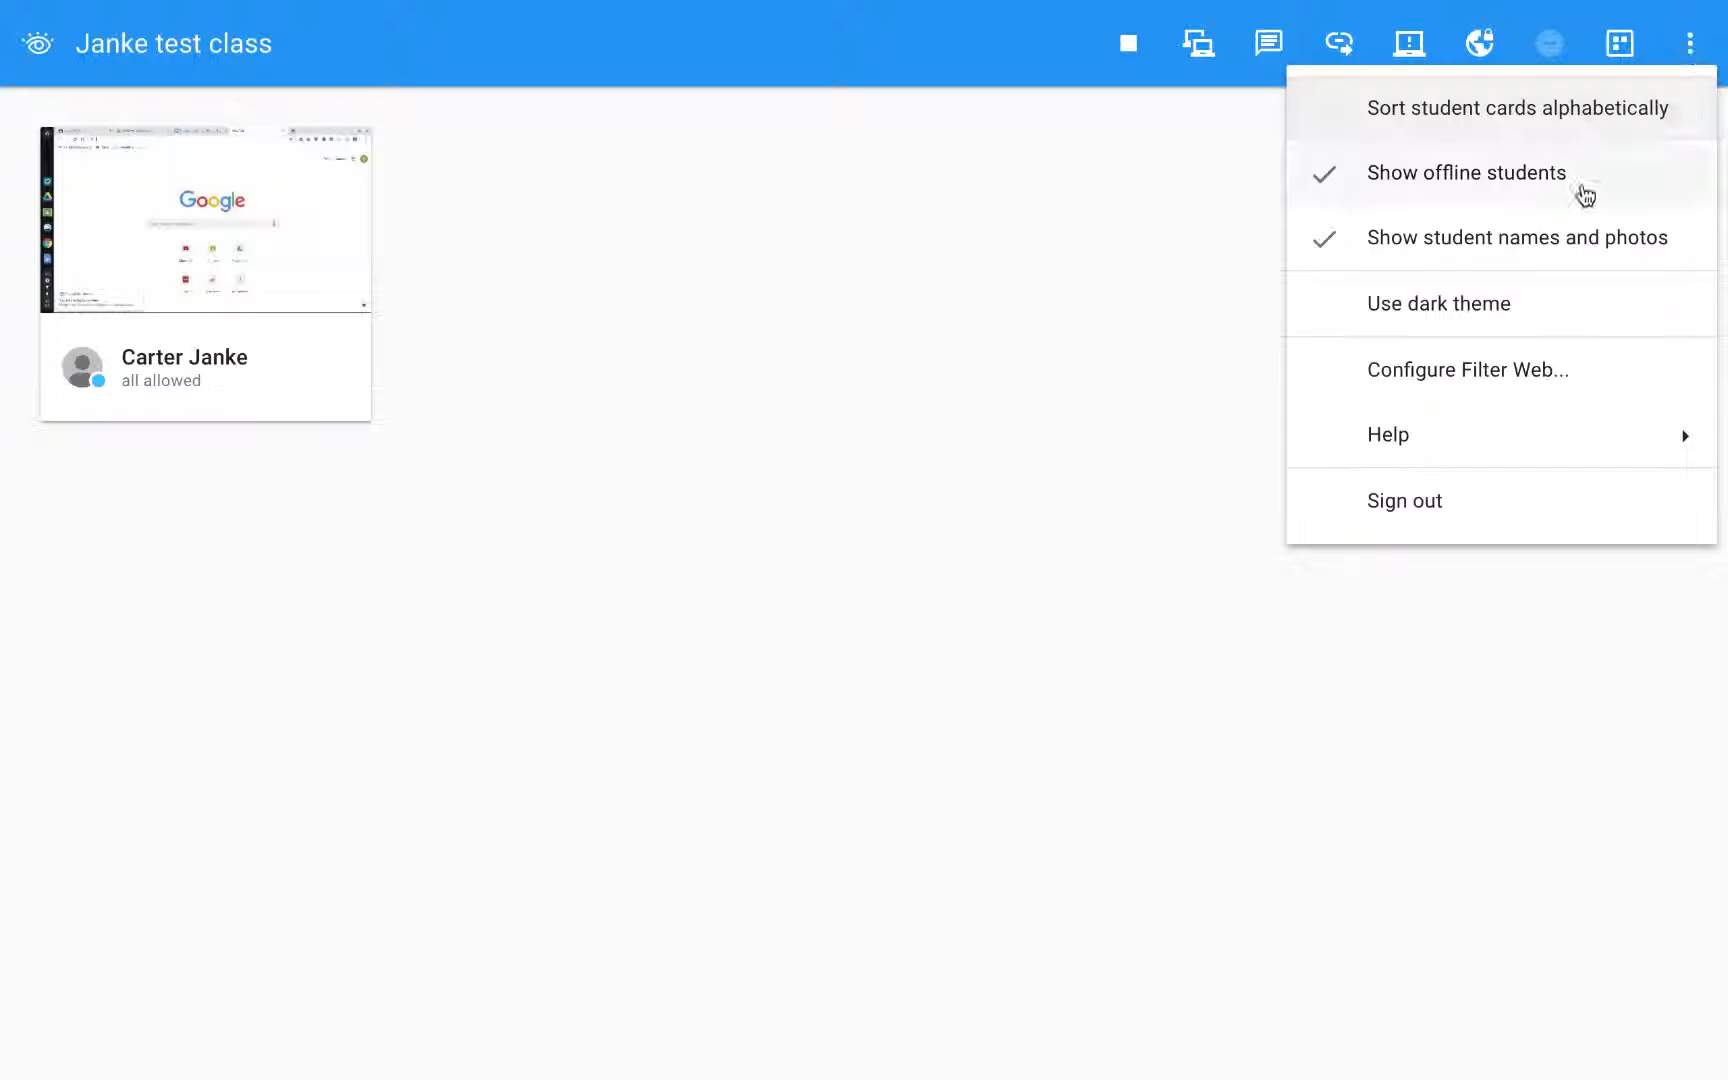 Janke test class
Sort student cards alphabetically
Show offline students
Show student names and photos
Use dark theme
Configure Filter Web...
Help
Sign out
Google
Carter Janke
all allowed